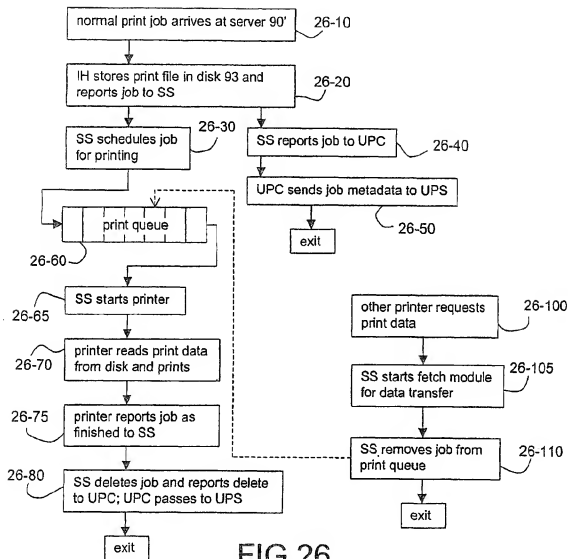 normal print job arrives at server 90'
26-10
IH stores print file in disk 93 and
reports job to SS
26-20
SS schedules job
for printing
26-30
SS reports job to UPC
26-40
UPC sends job metadata to UPS
26-50
exit
print queue
26-60
SS starts printer
26-65
printer reads print data
from disk and prints
26-70
printer reports job as
finished to SS
26-75
SS deletes job and reports delete
to UPC; UPC passes to UPS
26-80
exit
other printer requests
print data
26-100
SS starts fetch module
for data transfer
26-105
SS removes job from
print queue
26-110
exit
FIG 26